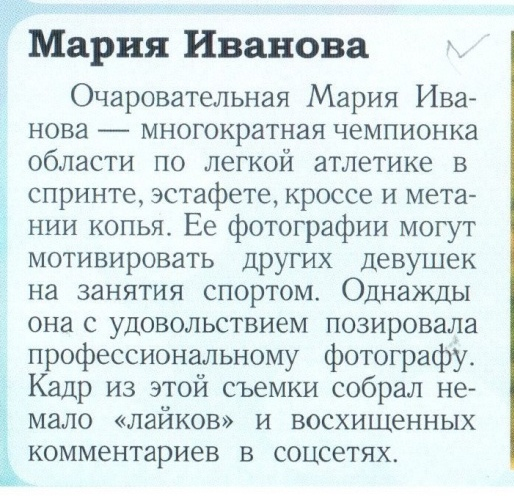 Мария Иванова
Очаровательная Мария Ива-
нова — многократная чемпионка
области по легкой атлетике в
спринте, эстафете, кроссе и мета-
нии копья. Ее фотографии могут
мотивировать других девушек
на занятия спортом. Однажды
она с удовольствием позировала
профессиональному фотографу.
Кадр из этой съемки собрал не-
мало «лайков» и восхищенных
комментариев в соцсетях.